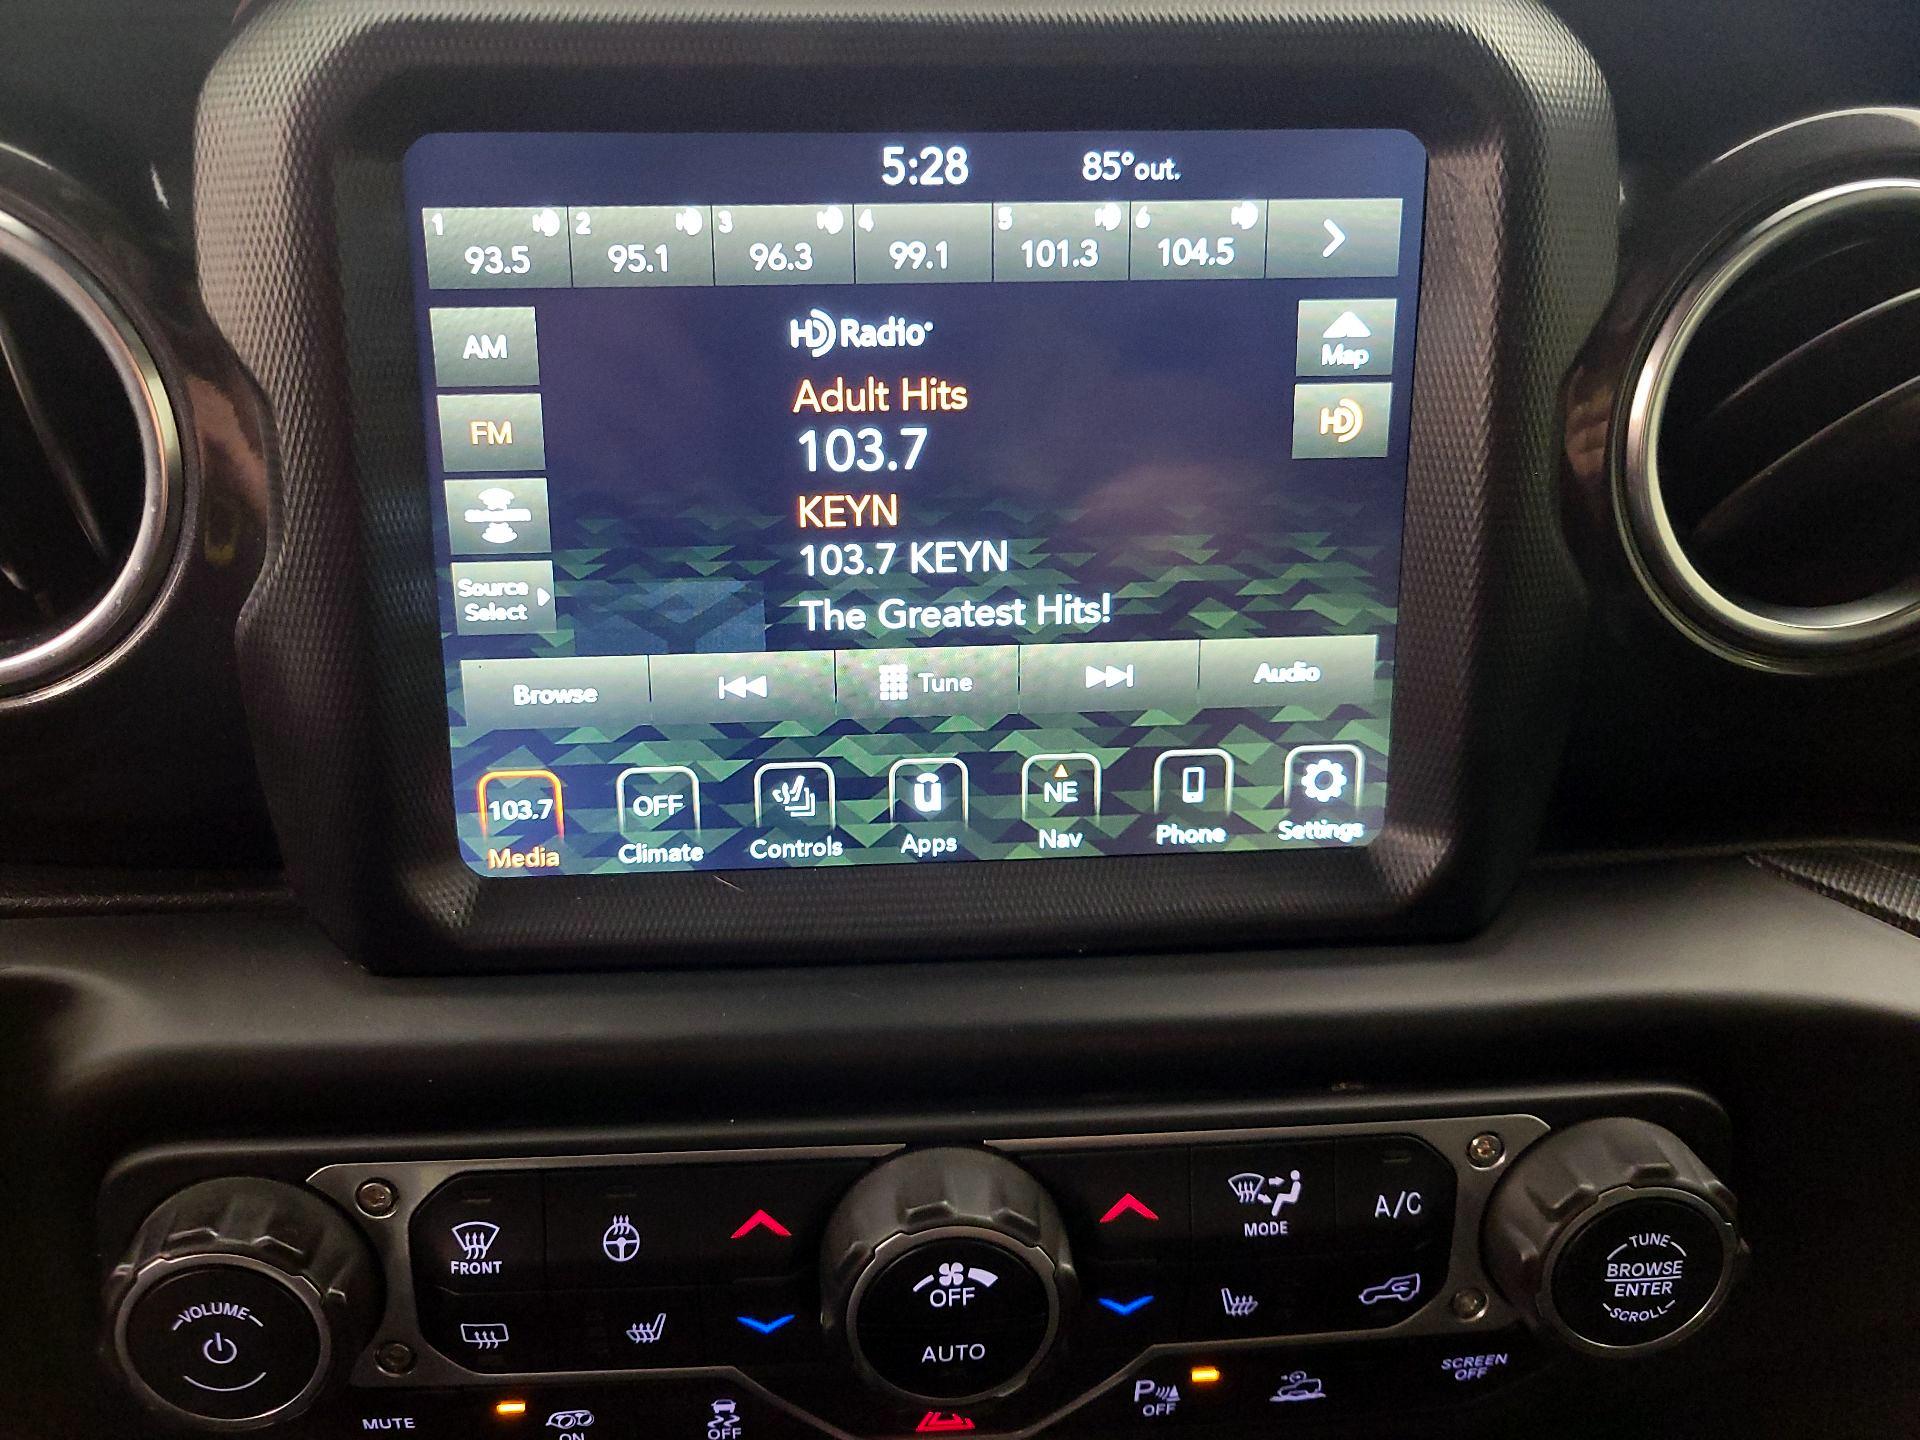 5:28 85°out.
1 93.5 2 95.1 3 96.3 4 99.1 5 101.3 6 104.5
AM
FM
Source
Select
HD Radio
Adult Hits
103.7
KEYN
103.7 KEYN
The Greatest Hits!
Map
HD
Browse Tune Audio
103.7 OFF u NE
Media Climate Controls Apps Nav Phone Settings
VOLUME
FRONT
OFF
AUTO
MODE
A/C
TUNE
BROWSE
ENTER
SCROLL
MUTE
ON
OFF
P
OFF
SCREEN
OFF